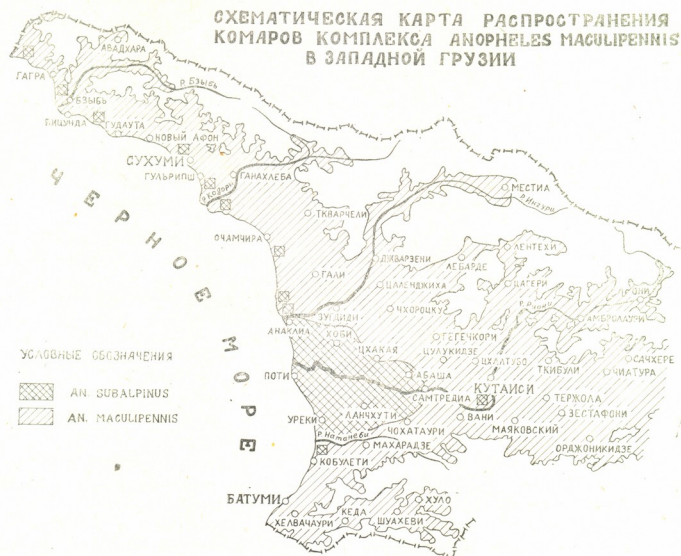 СХЕМАТИЧЕСКАЯ КАРТА РАСПРОСТРАНЕНИЯ
КОМАРОВ КОМПЛЕКСА ANOPHELES MACULIPENNIS
В ЗАПАДНОЙ ГРУЗИИ
АВАДХАРА
ГАГРА
р. БЗЫБЬ
БЗЫБЬ
ПИЦУНДА
ГУДАУТА
НОВЫЙ АФОН
СУХУМИ
ГУЛЬРИПШ
ГАНАХЛЕБА
р. Кодори
МЕСТИА
р. Ингури
ТКВАРЧЕЛИ
ОЧАМЧИРА
ЛЕНТЕХИ
ДЖВАРЗЕНИ
ЛЕБАРДЕ
ГАЛИ
ЦАЛЕНДЖИХА
ЦАГЕРИ
ОНИ
ЧХОРОЦКУ
АМБРОЛАУРИ
ЗУГДИДИ
АНАКЛИА
ХОБИ
ГЕГЕЧКОРИ
ЦХАКАЯ
ЦУЛУКИДЗЕ
ЦХАЛТУБО
ТКИБУЛИ
САЧХЕРЕ
ЧИАТУРА
ПОТИ
АБАША
КУТАИСИ
САМТРЕДИА
ТЕРЖОЛА
ЛАНЧХУТИ
ВАНИ
ЗЕСТАФОНИ
УРЕКИ
ЧОХАТАУРИ
МАЯКОВСКИЙ
р. Натанеби
МАХАРАДЗЕ
ОРДЖОНИКИДЗЕ
КОБУЛЕТИ
БАТУМИ
ХЕЛВАЧАУРИ
КЕДА
ШУАХЕВИ
ХУЛО
ЧЕРНОЕ МОРЕ
УСЛОВНЫЕ ОБОЗНАЧЕНИЯ
AN. SUBALPINUS
AN. MACULIPENNIS